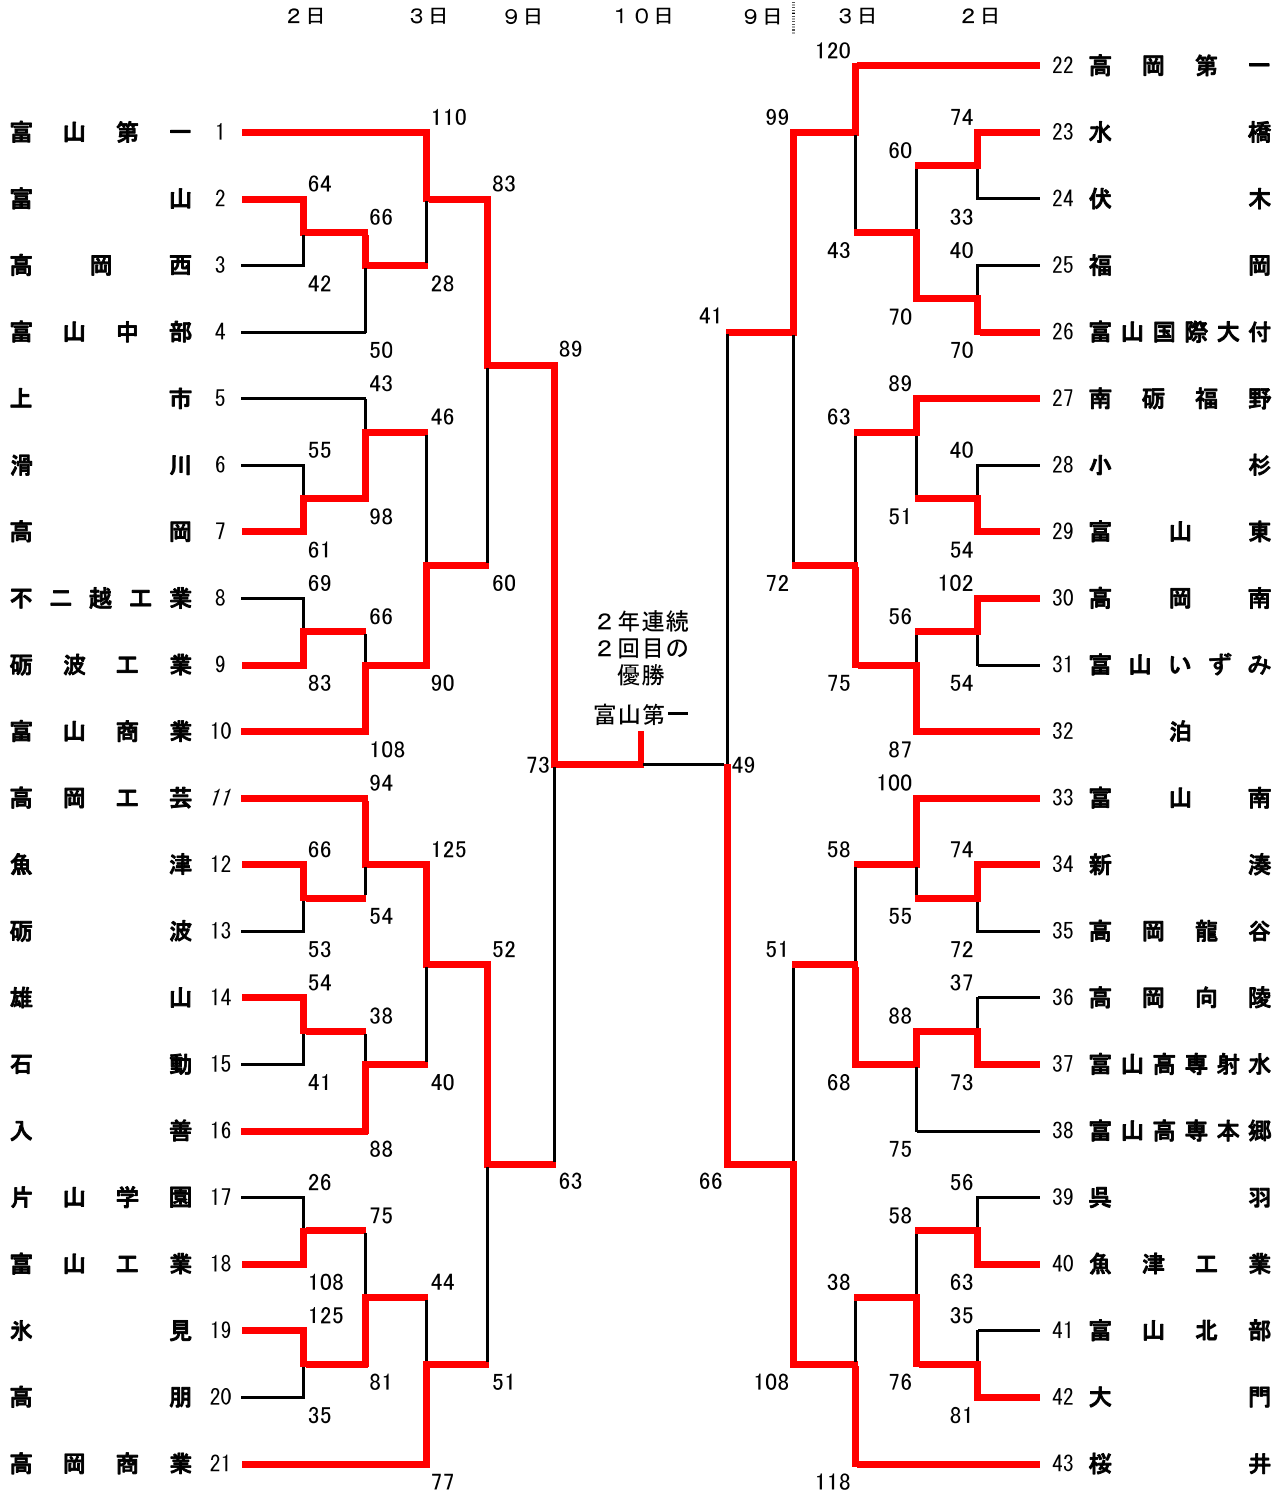 2日 3日 9日 10日 9日 3日 2日
富山第一 1
富山 2
高岡西 3
富山中部 4
上市 5
滑川 6
高岡 7
不二越工業 8
砺波工業 9
富山商業 10
高岡工芸 11
魚津 12
砺波 13
雄山 14
石動 15
入善 16
片山学園 17
富山工業 18
氷見 19
高朋 20
高岡商業 21
64
42
55
61
69
83
66
53
54
41
26
108
125
35
66
50
43
98
66
108
94
54
38
88
75
81
110
28
46
90
125
40
44
77
83
60
52
51
89
63
73
2年連続
2回目の
優勝
富山第一
49
41
66
99
72
51
108
120
43
63
75
58
68
38
118
60
70
89
51
56
87
100
55
88
75
58
76
74
33
40
70
40
54
102
54
74
72
37
73
56
63
35
81
22 高岡第一
23 水橋
24 伏木
25 福岡
26 富山国際大付
27 南砺福野
28 小杉
29 富山東
30 高岡南
31 富山いずみ
32 泊
33 富山南
34 新湊
35 高岡龍谷
36 高岡向陵
37 富山高専射水
38 富山高専本郷
39 呉羽
40 魚津工業
41 富山北部
42 大門
43 桜井